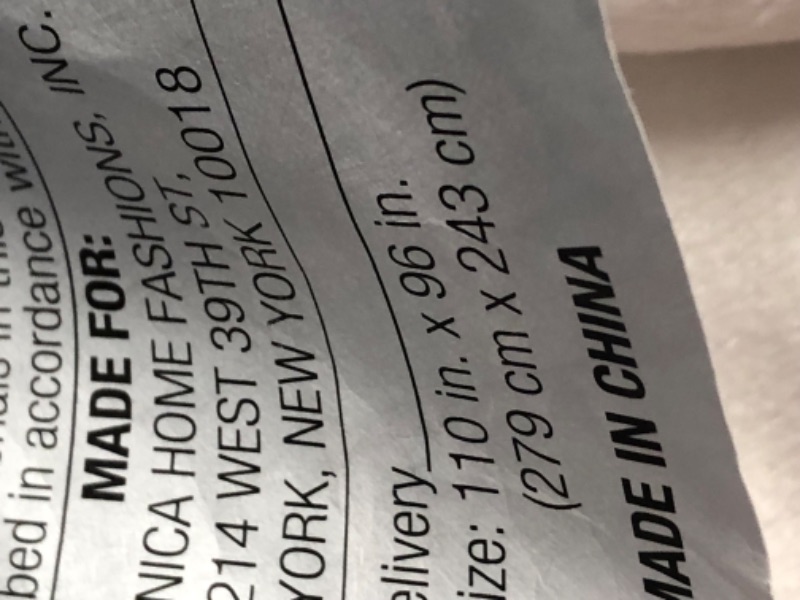 bed in accordance with
MADE FOR:
NICA HOME FASHIONS, INC.
214 WEST 39TH ST,
YORK, NEW YORK 10018
elivery
ize: 110 in. x 96 in.
(279 cm x 243 cm)
MADE IN CHINA